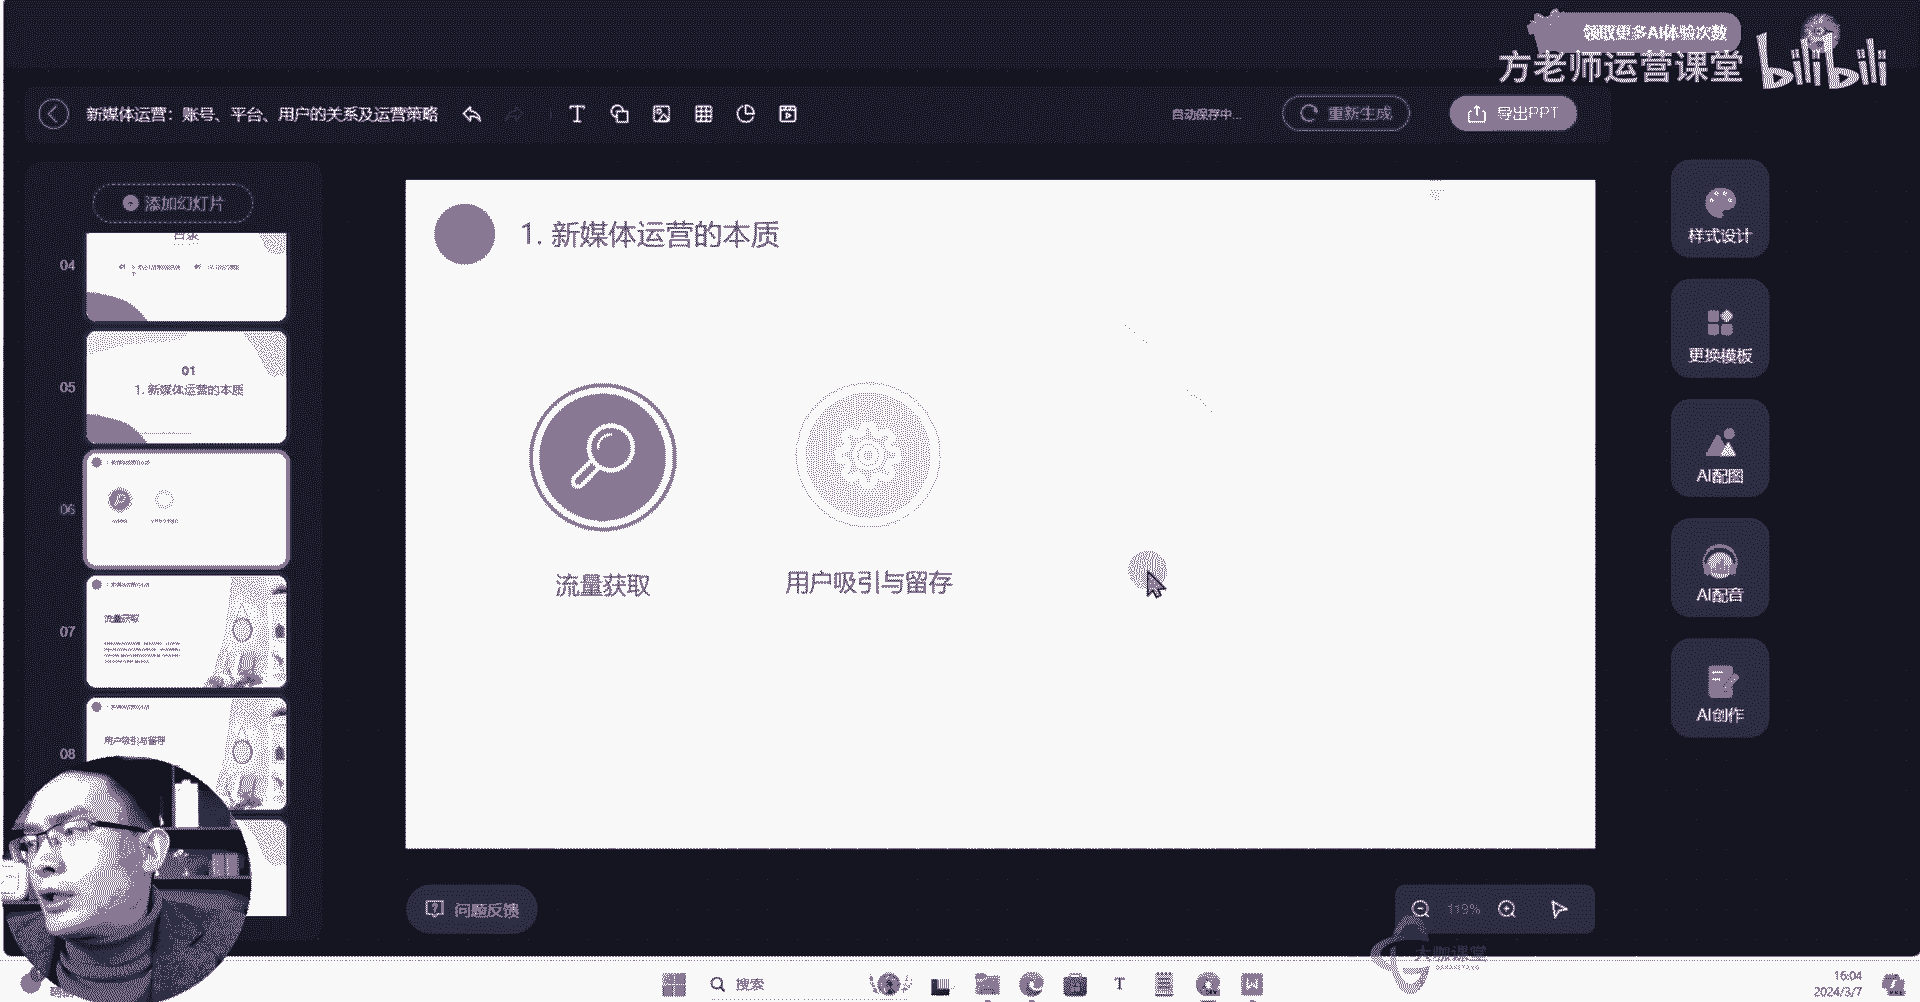 领取更多AI体验次数
方老师运营课堂 bilibili
新媒体运营：账号、平台、用户的关系及运营策略
自动保存中...
重新生成
导出PPT
添加幻灯片
04
目录
05
01
1. 新媒体运营的本质
06
07
流量获取
08
用户吸引与留存
1. 新媒体运营的本质
流量获取
用户吸引与留存
样式设计
更换模板
AI配图
AI配音
AI创作
问题反馈
119%
大咖课堂
搜索
16:04
2024/3/7